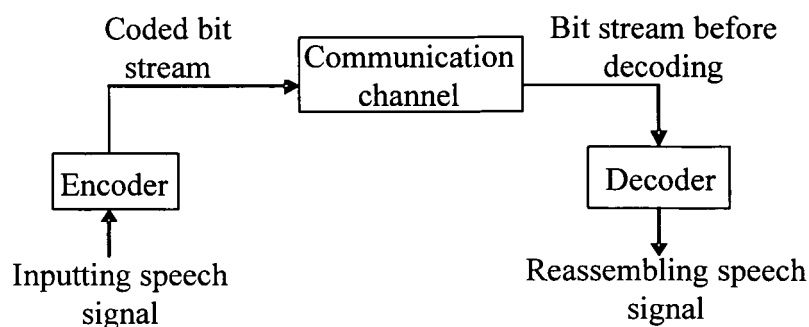 Coded bit
stream
Communication
channel
Bit stream before
decoding
Encoder
Decoder
Inputting speech
signal
Reassembling speech
signal